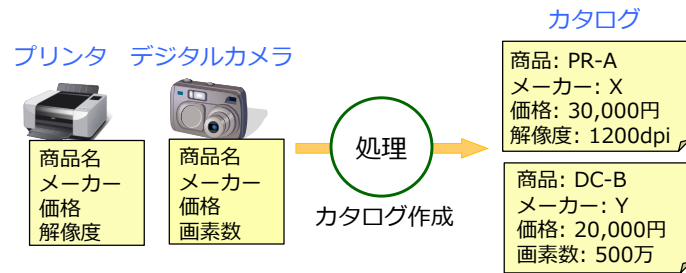 プリンタ
デジタルカメラ
商品名
メーカー
価格
解像度
商品名
メーカー
価格
画素数
処理
カタログ作成
カタログ
商品: PR-A
メーカー: X
価格: 30,000円
解像度: 1200dpi
商品: DC-B
メーカー: Y
価格: 20,000円
画素数: 500万